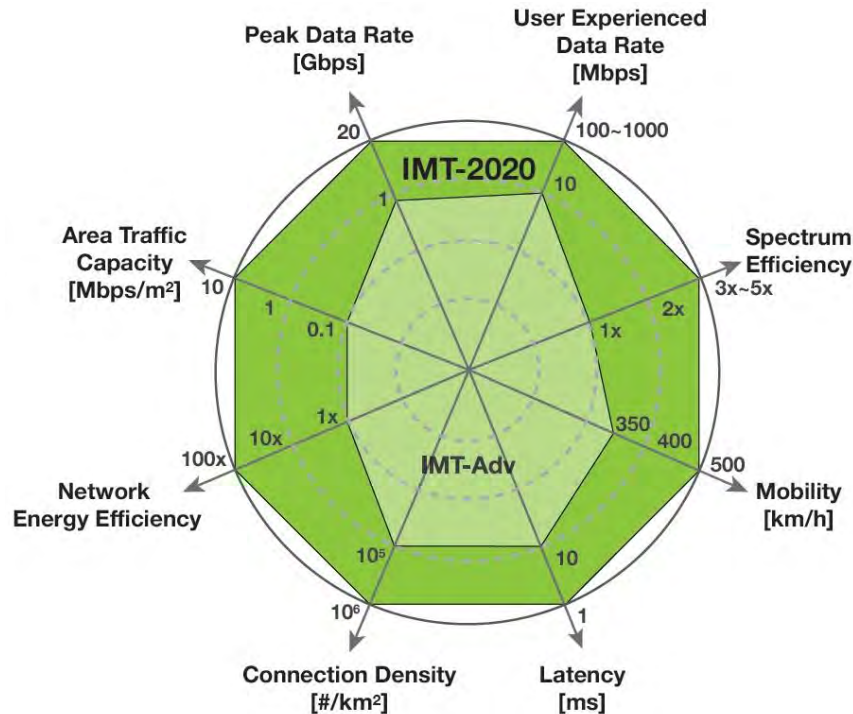 Peak Data Rate
[Gbps]
User Experienced
Data Rate
[Mbps]
20
100~1000
IMT-2020
1
10
Area Traffic
Capacity
[Mbps/m²]
Spectrum
Efficiency
10
1
0.1
1x
2x
3x~5x
1x
10x
100x
350
400
500
IMT-Adv
Network
Energy Efficiency
Mobility
[km/h]
10⁵
10
10⁶
1
Connection Density
[#/km²]
Latency
[ms]